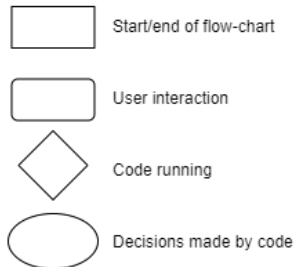 Start/end of flow-chart
User interaction
Code running
Decisions made by code